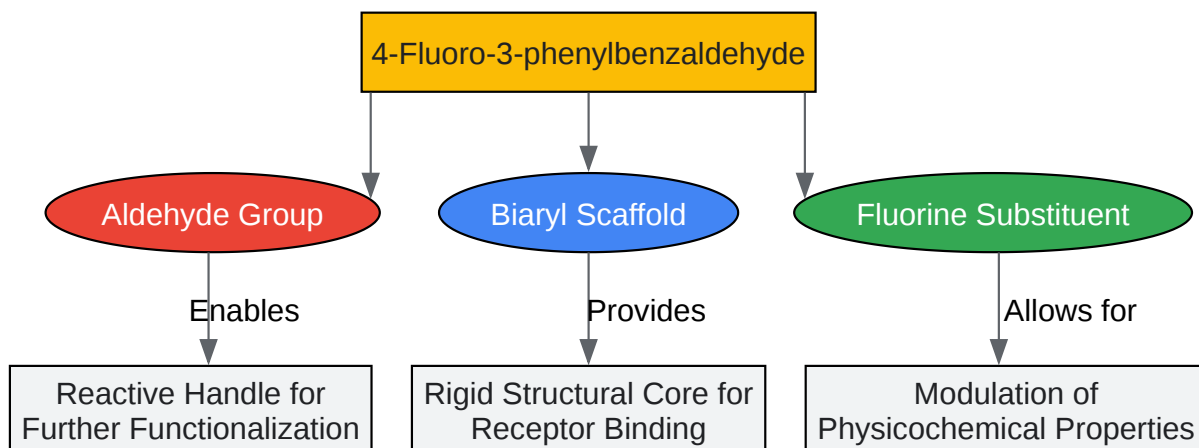 4-Fluoro-3-phenylbenzaldehyde
Aldehyde Group
Biaryl Scaffold
Fluorine Substituent
Enables
Provides
Allows for
Reactive Handle for
Further Functionalization
Rigid Structural Core for
Receptor Binding
Modulation of
Physicochemical Properties